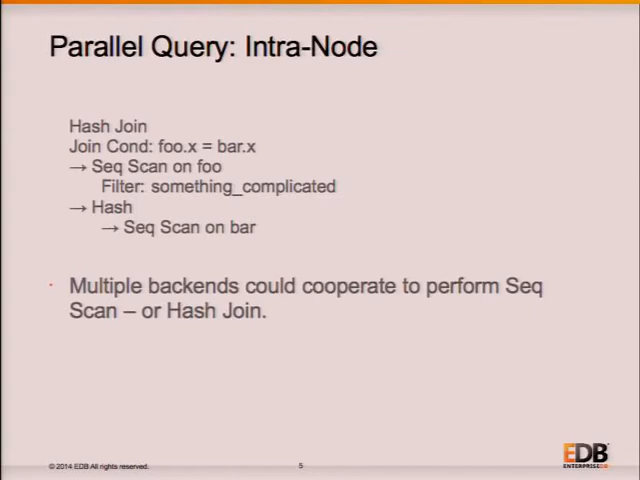 Parallel Query: Intra-Node
Hash Join
Join Cond: foo.x = bar.x
→ Seq Scan on foo
Filter: something_complicated
→ Hash
→ Seq Scan on bar
· Multiple backends could cooperate to perform Seq
Scan – or Hash Join.
© 2014 EDB All rights reserved.
5
EDB
ENTERPRISEDB